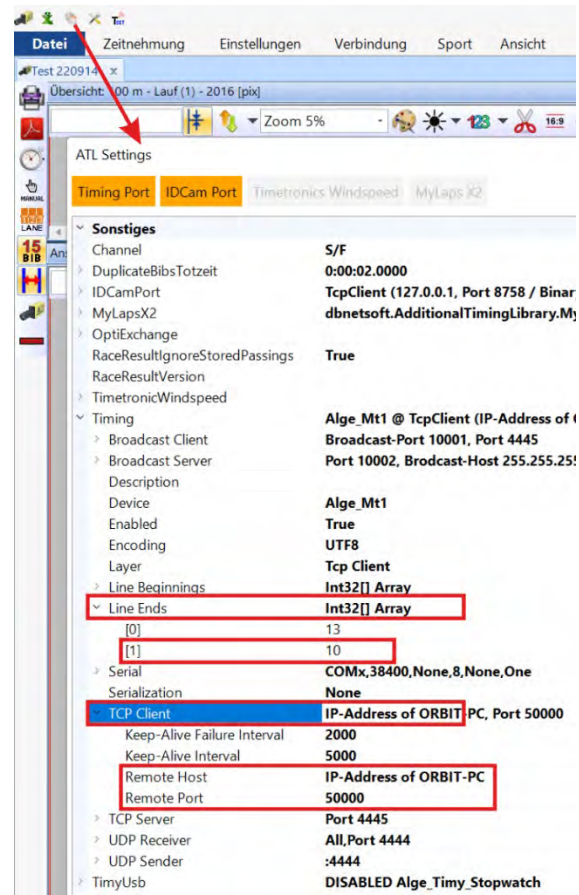 Datei Zeitnehmung Einstellungen Verbindung Sport Ansicht
Test 220914 x
Übersicht: 100 m - Lauf (1) - 2016 [pix]
Zoom 5% 123 16:9
ATL Settings
MANUAL
Timing Port IDCam Port Timetronics Windspeed MyLaps X2
LANE
15
BIB
Sonstiges
Channel S/F
DuplicateBibsTotzeit 0:00:02.0000
IDCamPort TcpClient (127.0.0.1, Port 8758 / Binar
MyLapsX2 dbnetsoft.AdditionalTimingLibrary.My
OptiExchange
RaceResultIgnoreStoredPassings True
RaceResultVersion
TimetronicWindspeed
Timing Alge_Mt1 @ TcpClient (IP-Address of
Broadcast Client Broadcast-Port 10001, Port 4445
Broadcast Server Port 10002, Brodcast-Host 255.255.255
Description
Device Alge_Mt1
Enabled True
Encoding UTF8
Layer Tcp Client
Line Beginnings Int32[] Array
Line Ends Int32[] Array
[0] 13
[1] 10
Serial COMx,38400,None,8,None,One
Serialization None
TCP Client IP-Address of ORBIT-PC, Port 50000
Keep-Alive Failure Interval 2000
Keep-Alive Interval 5000
Remote Host IP-Address of ORBIT-PC
Remote Port 50000
TCP Server Port 4445
UDP Receiver All,Port 4444
UDP Sender :4444
TimyUsb DISABLED Alge_Timy_Stopwatch